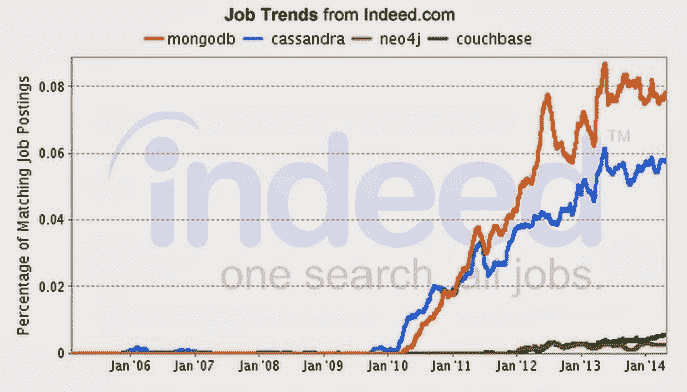 Job Trends from Indeed.com
mongodb cassandra neo4j couchbase
Percentage of Matching Job Postings
0.08
0.06
0.04
0.02
0
indeed
TM
one search. all jobs.
Jan'06 Jan'07 Jan'08 Jan'09 Jan'10 Jan'11 Jan'12 Jan'13 Jan'14